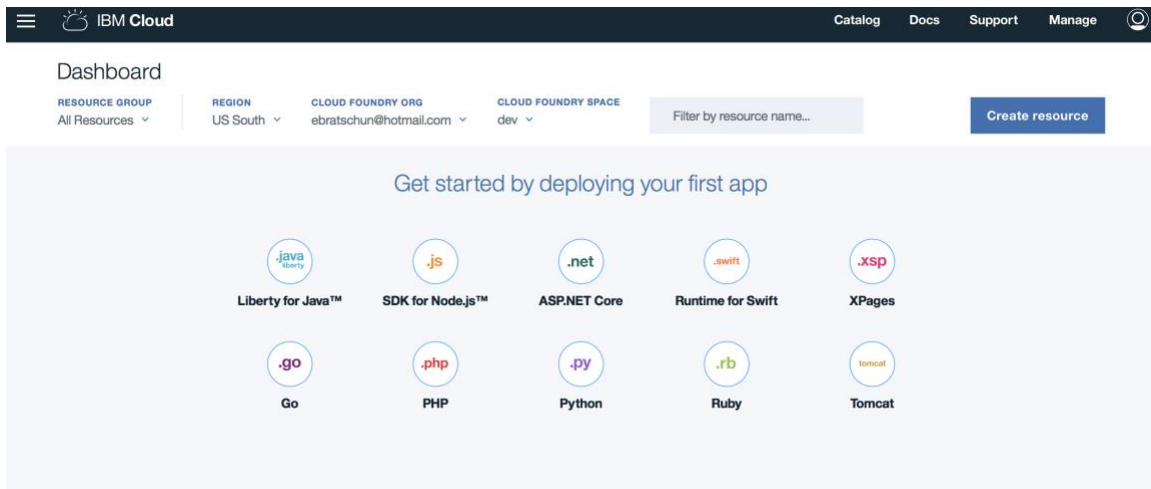 IBM Cloud
Catalog Docs Support Manage
Dashboard
RESOURCE GROUP REGION CLOUD FOUNDRY ORG CLOUD FOUNDRY SPACE
All Resources US South ebratschun@hotmail.com dev Filter by resource name... Create resource
Get started by deploying your first app
.java liberty .js .net .swift .xsp
Liberty for Java™ SDK for Node.js™ ASP.NET Core Runtime for Swift XPages
.go .php .py .rb tomcat
Go PHP Python Ruby Tomcat